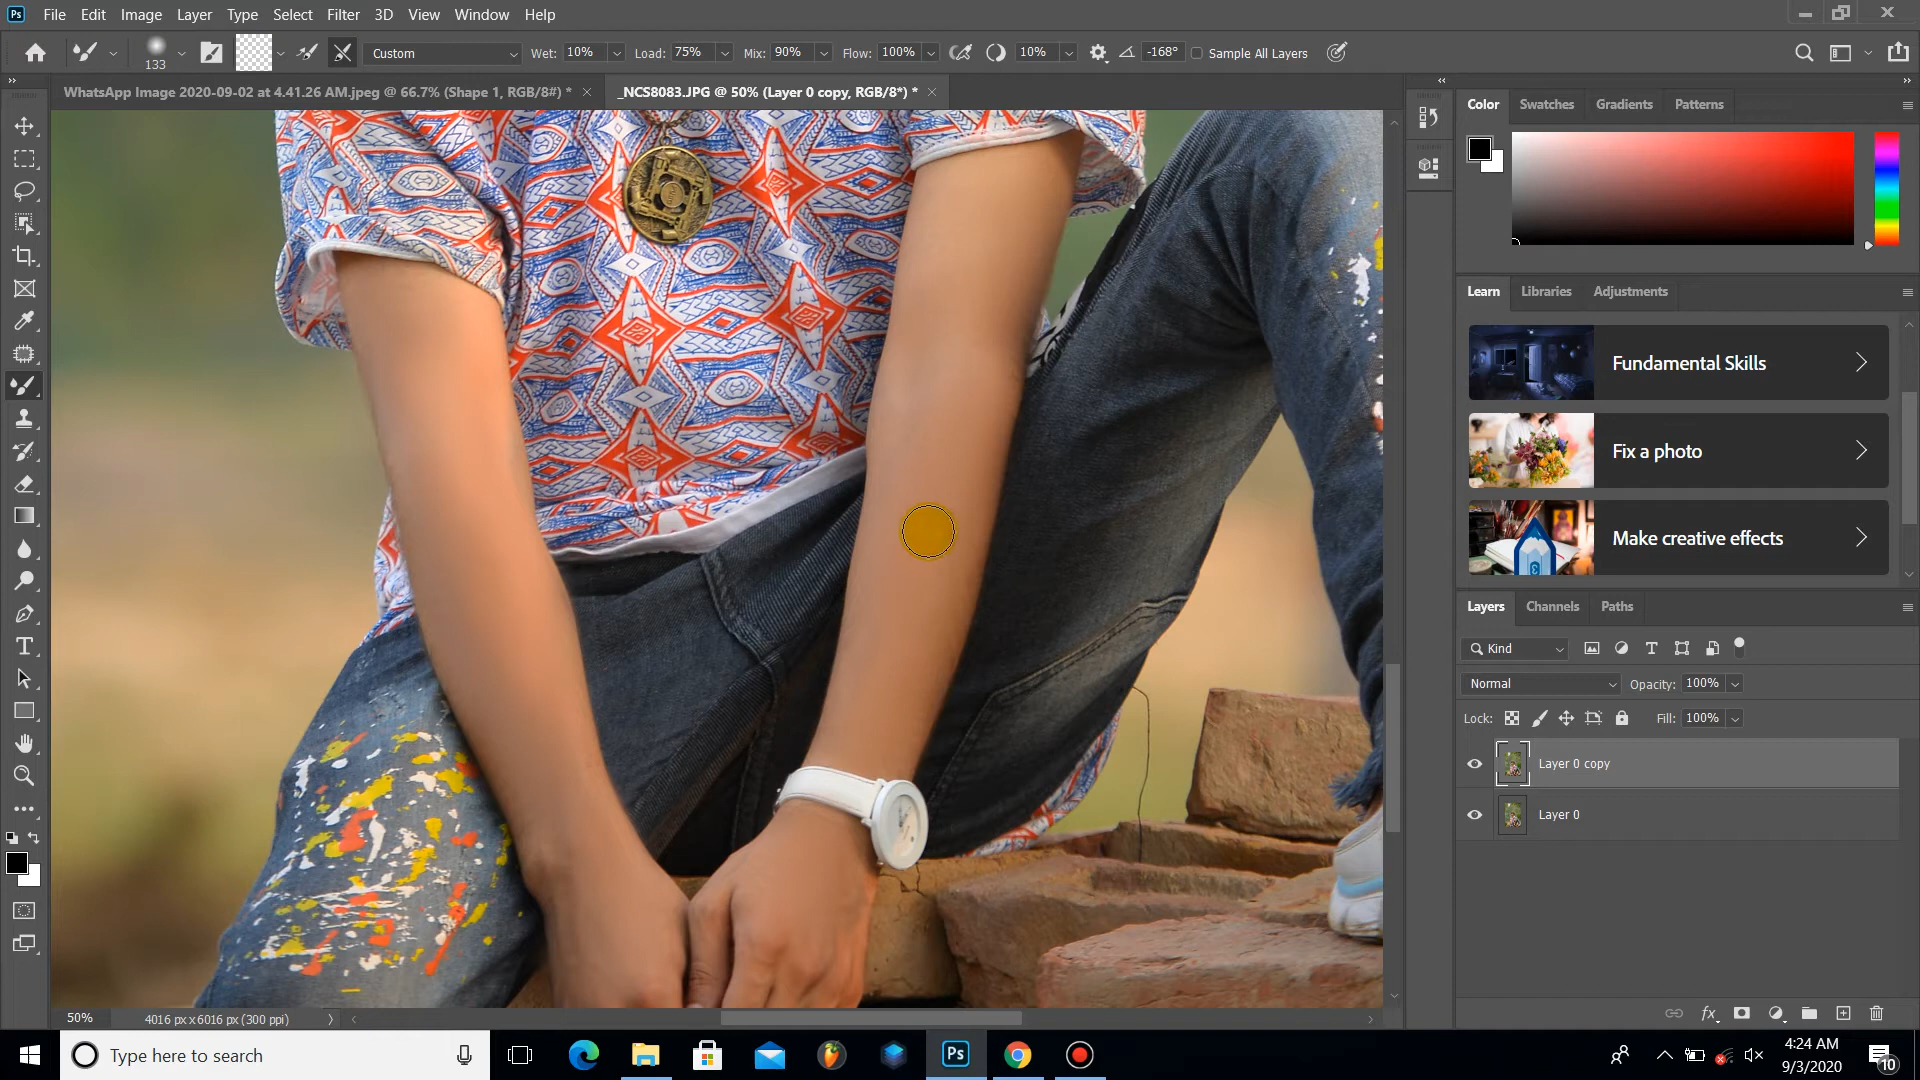 Ps File Edit Image Layer Type Select Filter 3D View Window Help
133 Custom Wet: 10% Load: 75% Mix: 90% Flow: 100% 10% -168° Sample All Layers
WhatsApp Image 2020-09-02 at 4.41.26 AM.jpeg @ 66.7% (Shape 1, RGB/8#) * _NCS8083.JPG @ 50% (Layer 0 copy, RGB/8*) *
Color Swatches Gradients Patterns
Learn Libraries Adjustments
Fundamental Skills
Fix a photo
Make creative effects
Layers Channels Paths
Kind
Normal Opacity: 100%
Lock: Fill: 100%
Layer 0 copy
Layer 0
50% 4016 px x 6016 px (300 ppi)
fx
Type here to search
Ps
4:24 AM
9/3/2020
10